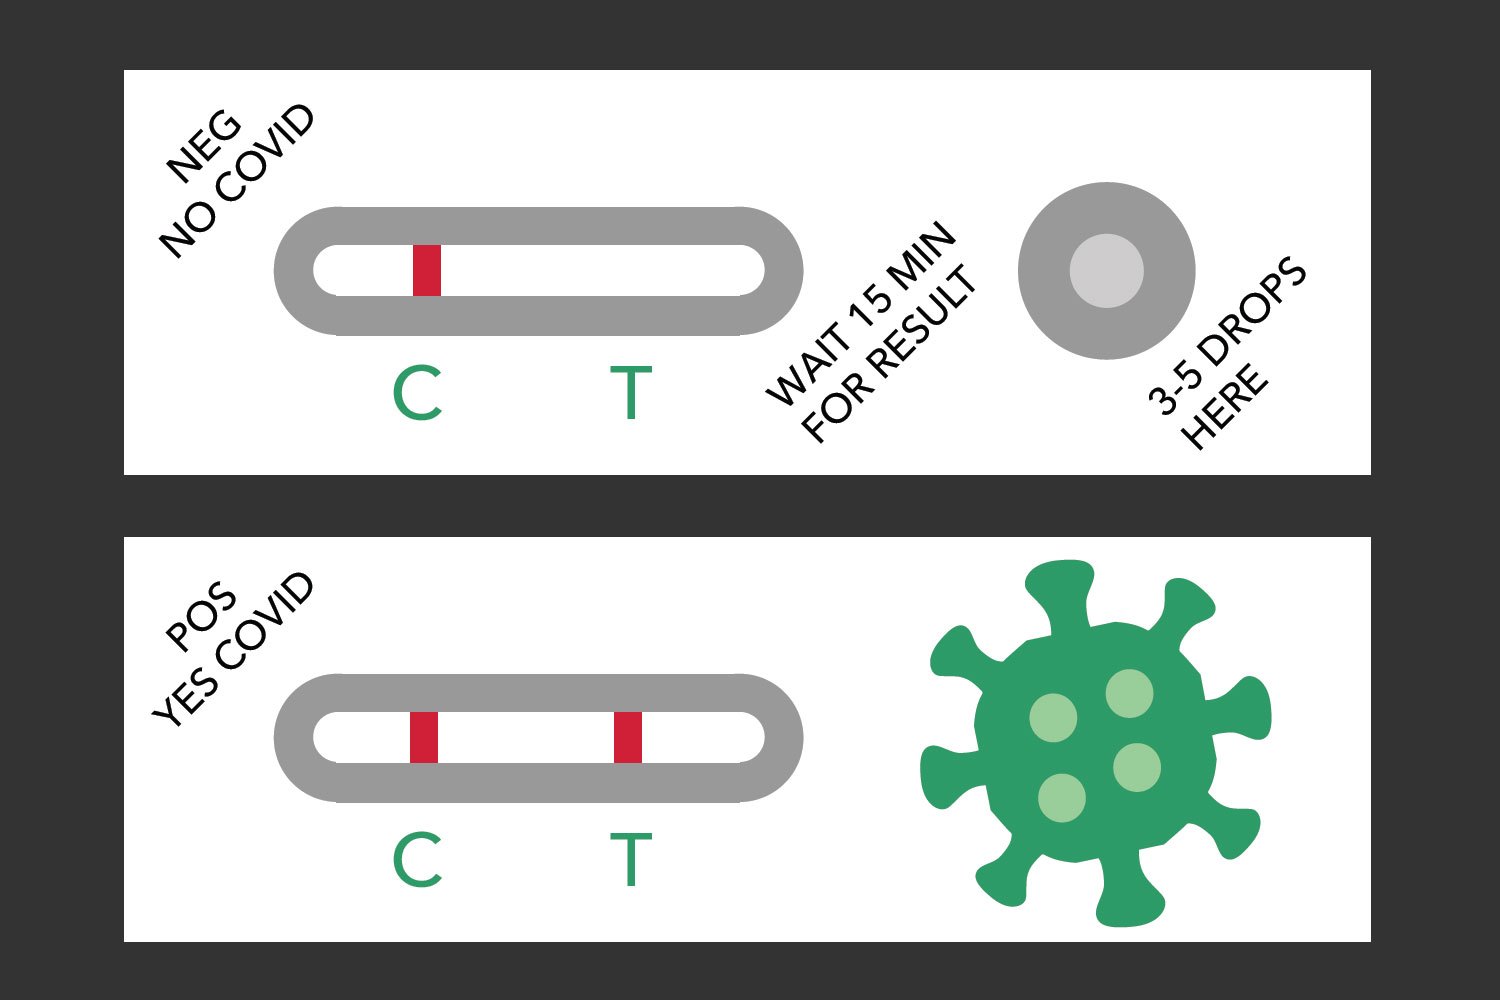 NEG
NO COVID
C
T
WAIT 15 MIN
FOR RESULT
3-5 DROPS
HERE
POS
YES COVID
C
T